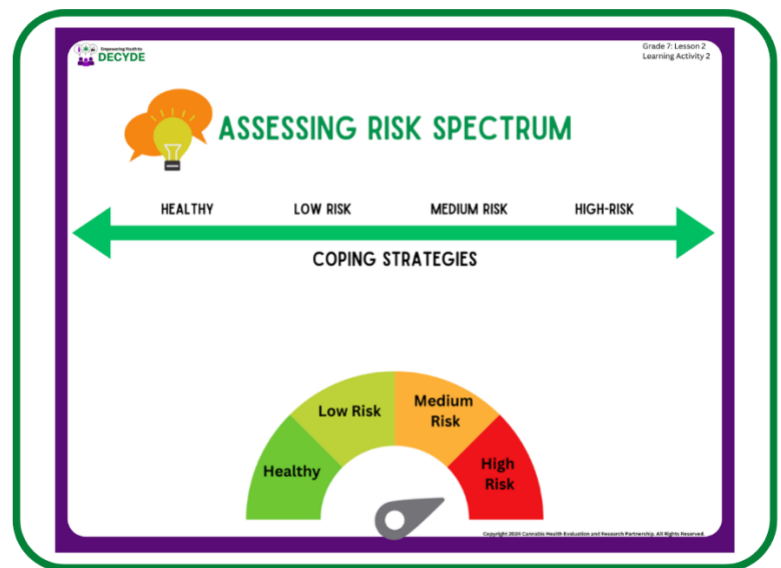 Empowering Youth to
DECYDE
Grade 7: Lesson 2
Learning Activity 2
ASSESSING RISK SPECTRUM
HEALTHY LOW RISK MEDIUM RISK HIGH-RISK
COPING STRATEGIES
Low Risk
Medium
Risk
Healthy
High
Risk
Copyright 2024 Cannabis Health Evaluation and Research Partnership. All Rights Reserved.